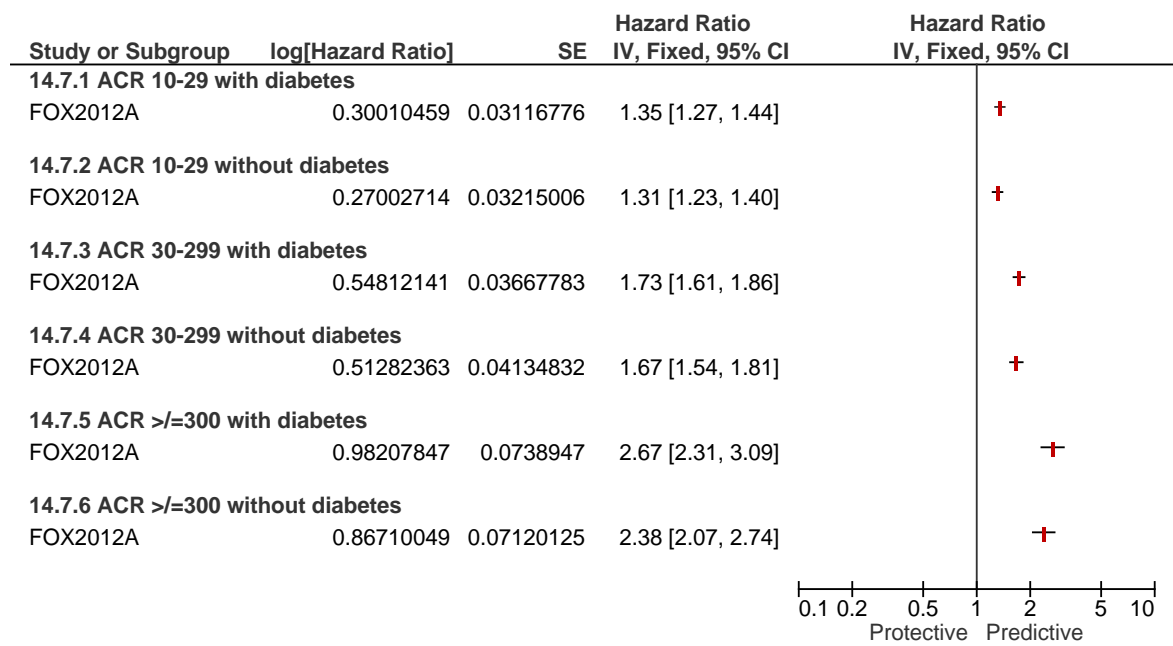 Hazard Ratio Hazard Ratio
Study or Subgroup log[Hazard Ratio] SE IV, Fixed, 95% CI IV, Fixed, 95% CI
14.7.1 ACR 10-29 with diabetes
FOX2012A 0.30010459 0.03116776 1.35 [1.27, 1.44]
14.7.2 ACR 10-29 without diabetes
FOX2012A 0.27002714 0.03215006 1.31 [1.23, 1.40]
14.7.3 ACR 30-299 with diabetes
FOX2012A 0.54812141 0.03667783 1.73 [1.61, 1.86]
14.7.4 ACR 30-299 without diabetes
FOX2012A 0.51282363 0.04134832 1.67 [1.54, 1.81]
14.7.5 ACR >/=300 with diabetes
FOX2012A 0.98207847 0.0738947 2.67 [2.31, 3.09]
14.7.6 ACR >/=300 without diabetes
FOX2012A 0.86710049 0.07120125 2.38 [2.07, 2.74]
0.1 0.2 0.5 1 2 5 10
Protective Predictive